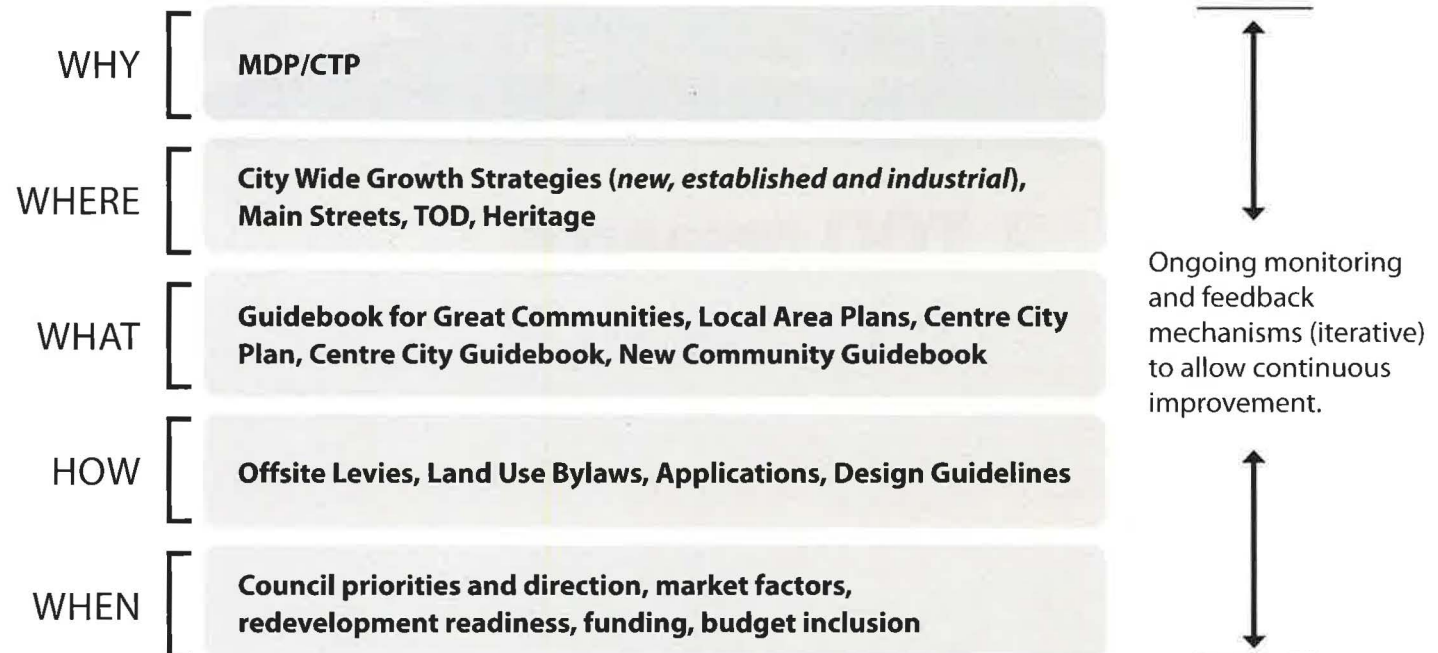 WHY
MDP/CTP
WHERE
City Wide Growth Strategies (new, established and industrial),
Main Streets, TOD, Heritage
WHAT
Guidebook for Great Communities, Local Area Plans, Centre City
Plan, Centre City Guidebook, New Community Guidebook
HOW
Offsite Levies, Land Use Bylaws, Applications, Design Guidelines
WHEN
Council priorities and direction, market factors,
redevelopment readiness, funding, budget inclusion
Ongoing monitoring
and feedback
mechanisms (iterative)
to allow continuous
improvement.